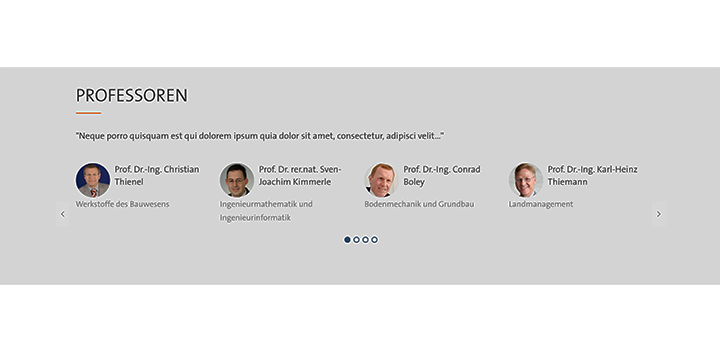 PROFESSOREN
"Neque porro quisquam est qui dolorem ipsum quia dolor sit amet, consectetur, adipisci velit..."
Prof. Dr.-Ing. Christian
Thienel
Werkstoffe des Bauwesens
Prof. Dr. rer.nat. Sven-
Joachim Kimmerle
Ingenieurmathematik und
Ingenieurinformatik
Prof. Dr.-Ing. Conrad
Boley
Bodenmechanik und Grundbau
Prof. Dr.-Ing. Karl-Heinz
Thiemann
Landmanagement